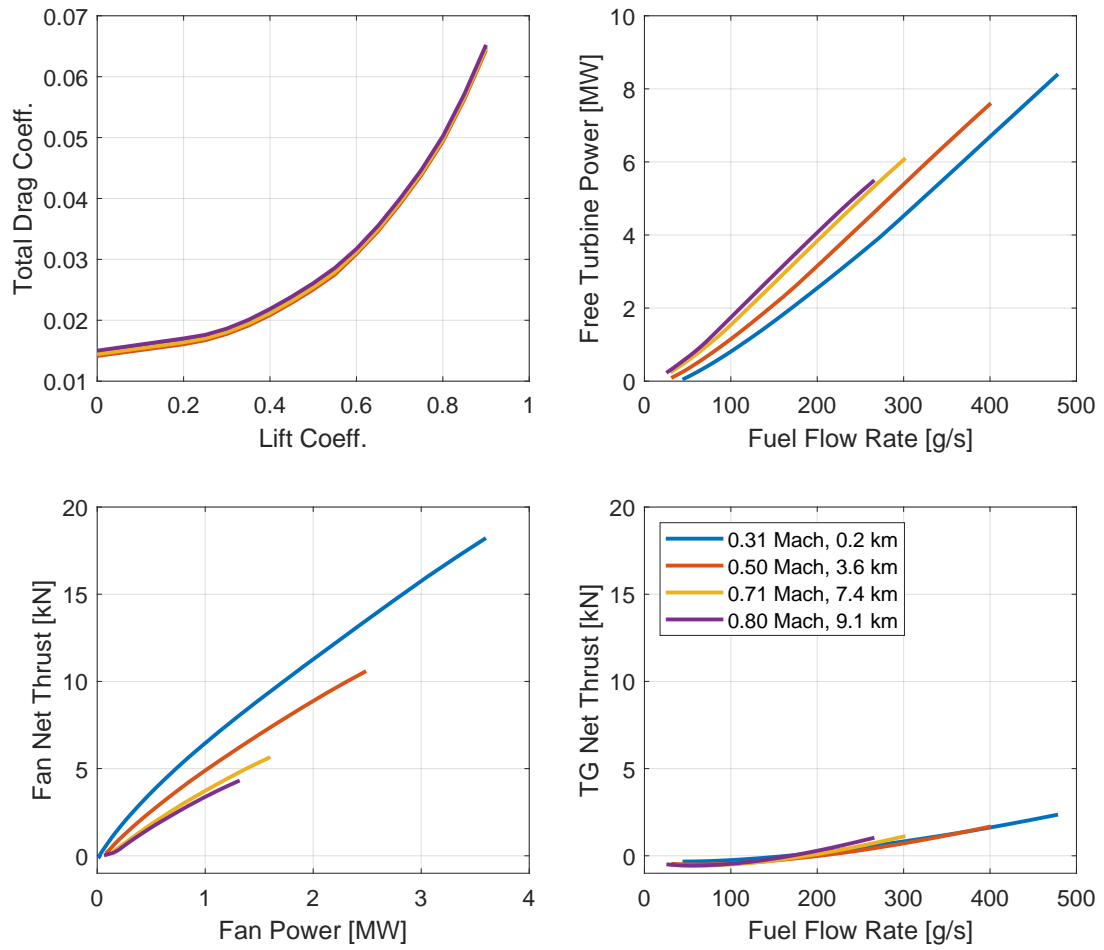 0.07
0.06
0.05
0.04
0.03
0.02
0.01
Total Drag Coeff.
0 0.2 0.4 0.6 0.8 1
Lift Coeff.
10
8
6
4
2
0
Free Turbine Power [MW]
0 100 200 300 400 500
Fuel Flow Rate [g/s]
20
15
10
5
0
Fan Net Thrust [kN]
0 1 2 3 4
Fan Power [MW]
20
15
10
5
0
TG Net Thrust [kN]
0.31 Mach, 0.2 km
0.50 Mach, 3.6 km
0.71 Mach, 7.4 km
0.80 Mach, 9.1 km
0 100 200 300 400 500
Fuel Flow Rate [g/s]